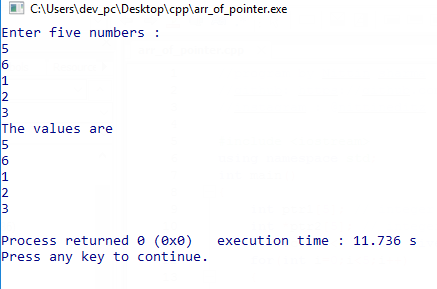 C:\Users\dev_pc\Desktop\cpp\arr_of_pointer.exe
Enter five numbers :
5
6
1
2
3
The values are
5
6
1
2
3
Process returned 0 (0x0)   execution time : 11.736 s
Press any key to continue.